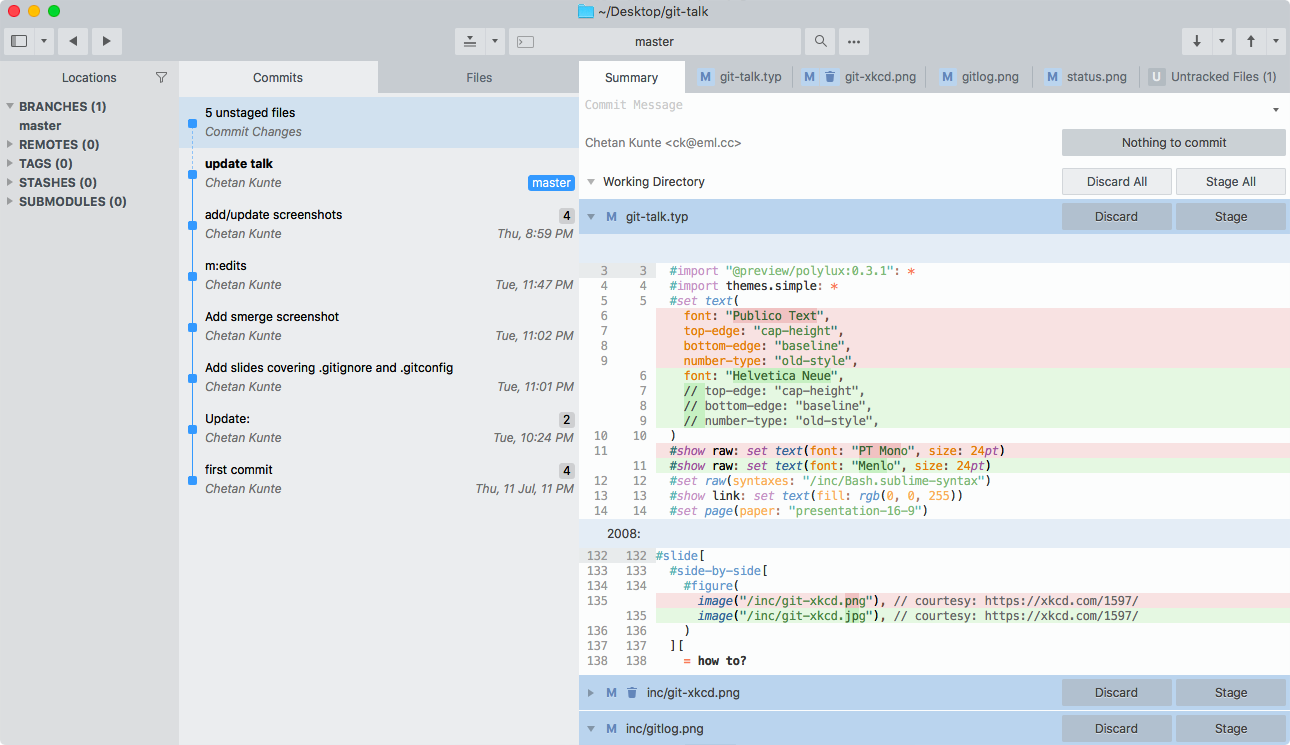 ~/Desktop/git-talk
master
Locations
Commits
Files
Summary
M git-talk.typ
M git-xkcd.png
M gitlog.png
M status.png
U Untracked Files (1)
BRANCHES (1)
master
REMOTES (0)
TAGS (0)
STASHES (0)
SUBMODULES (0)
5 unstaged files
Commit Changes
update talk
Chetan Kunte master
add/update screenshots 4
Chetan Kunte Thu, 8:59 PM
m:edits
Chetan Kunte Tue, 11:47 PM
Add smerge screenshot
Chetan Kunte Tue, 11:02 PM
Add slides covering .gitignore and .gitconfig
Chetan Kunte Tue, 11:01 PM
Update: 2
Chetan Kunte Tue, 10:24 PM
first commit 4
Chetan Kunte Thu, 11 Jul, 11 PM
Commit Message
Chetan Kunte <ck@eml.cc> Nothing to commit
Working Directory Discard All Stage All
M git-talk.typ Discard Stage
3 3 #import "@preview/polylux:0.3.1": *
4 4 #import themes.simple: *
5 5 #set text(
6 font: "Publico Text",
7 top-edge: "cap-height",
8 bottom-edge: "baseline",
9 number-type: "old-style",
6 font: "Helvetica Neue",
7 // top-edge: "cap-height",
8 // bottom-edge: "baseline",
9 // number-type: "old-style",
10 10 )
11 #show raw: set text(font: "PT Mono", size: 24pt)
11 #show raw: set text(font: "Menlo", size: 24pt)
12 12 #set raw(syntaxes: "/inc/Bash.sublime-syntax")
13 13 #show link: set text(fill: rgb(0, 0, 255))
14 14 #set page(paper: "presentation-16-9")
2008:
132 132 #slide[
133 133 #side-by-side[
134 134 #figure(
135 image("/inc/git-xkcd.png"), // courtesy: https://xkcd.com/1597/
135 image("/inc/git-xkcd.jpg"), // courtesy: https://xkcd.com/1597/
136 136 )
137 137 ][
138 138 = how to?
M inc/git-xkcd.png Discard Stage
M inc/gitlog.png Discard Stage